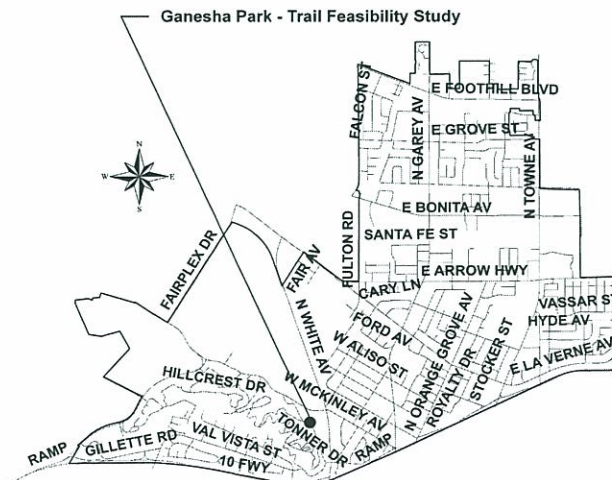 Ganesha Park - Trail Feasibility Study
FALCON ST
E FOOTHILL BLVD
N GAREY AV
E GROVE ST
N TOWNE AV
N
W E
S
E BONITA AV
FULTON RD
SANTA FE ST
FAIRPLEX DR
FAIR AV
E ARROW HWY
CARY LN
VASSAR ST
HYDE AV
N WHITE AV
FORD AV
N ORANGE GROVE AV
ROYALTY DR
STOCKER ST
W ALISO ST
E LA VERNE AV
HILLCREST DR
W MCKINLEY AV
TONNER DR
VAL VISTA ST
GILLETTE RD
RAMP
RAMP
10 FWY